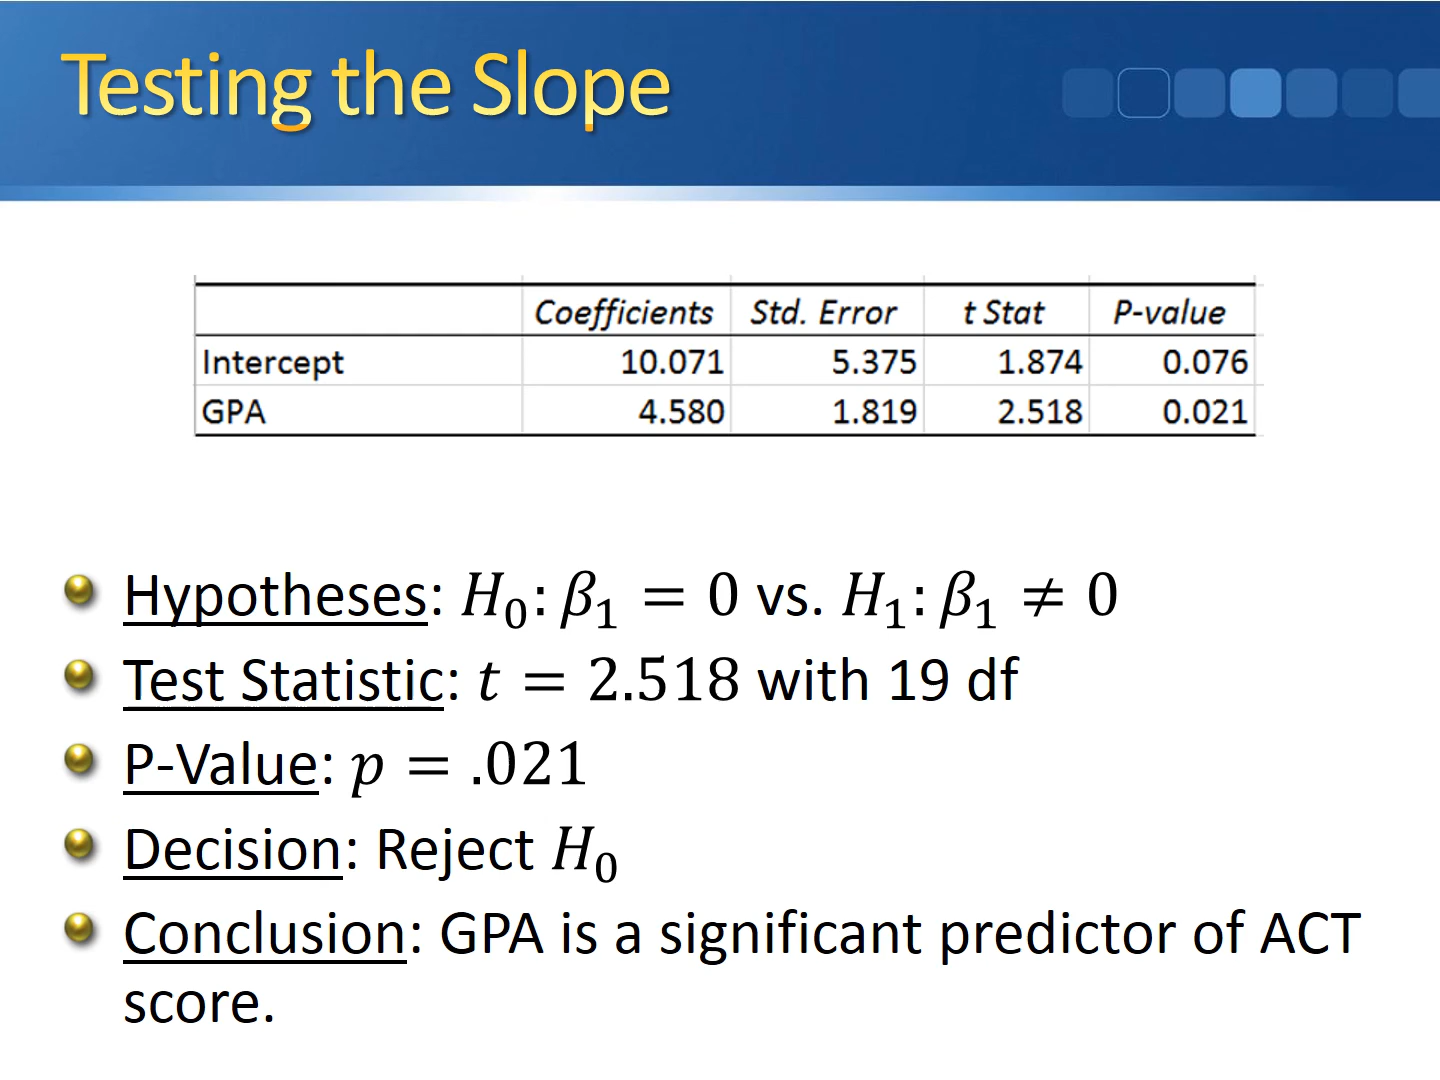 Testing the Slope
Coefficients Std. Error t Stat P-value
Intercept 10.071 5.375 1.874 0.076
GPA 4.580 1.819 2.518 0.021
Hypotheses: H₀: β₁ = 0 vs. H₁: β₁ ≠ 0
Test Statistic: t = 2.518 with 19 df
P-Value: p = .021
Decision: Reject H₀
Conclusion: GPA is a significant predictor of ACT
score.